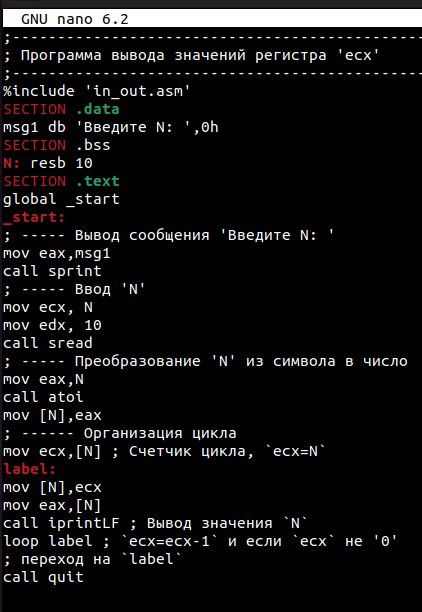 GNU nano 6.2
;-----------------------------------------------
; Программа вывода значений регистра 'ecx'
;-----------------------------------------------
%include 'in_out.asm'
SECTION .data
msg1 db 'Введите N: ',0h
SECTION .bss
N: resb 10
SECTION .text
global _start
_start:
; ----- Вывод сообщения 'Введите N: '
mov eax,msg1
call sprint
; ----- Ввод 'N'
mov ecx, N
mov edx, 10
call sread
; ----- Преобразование 'N' из символа в число
mov eax,N
call atoi
mov [N],eax
; ------ Организация цикла
mov ecx,[N] ; Счетчик цикла, `ecx=N`
label:
mov [N],ecx
mov eax,[N]
call iprintLF ; Вывод значения `N`
loop label ; `ecx=ecx-1` и если `ecx` не '0'
; переход на `label`
call quit